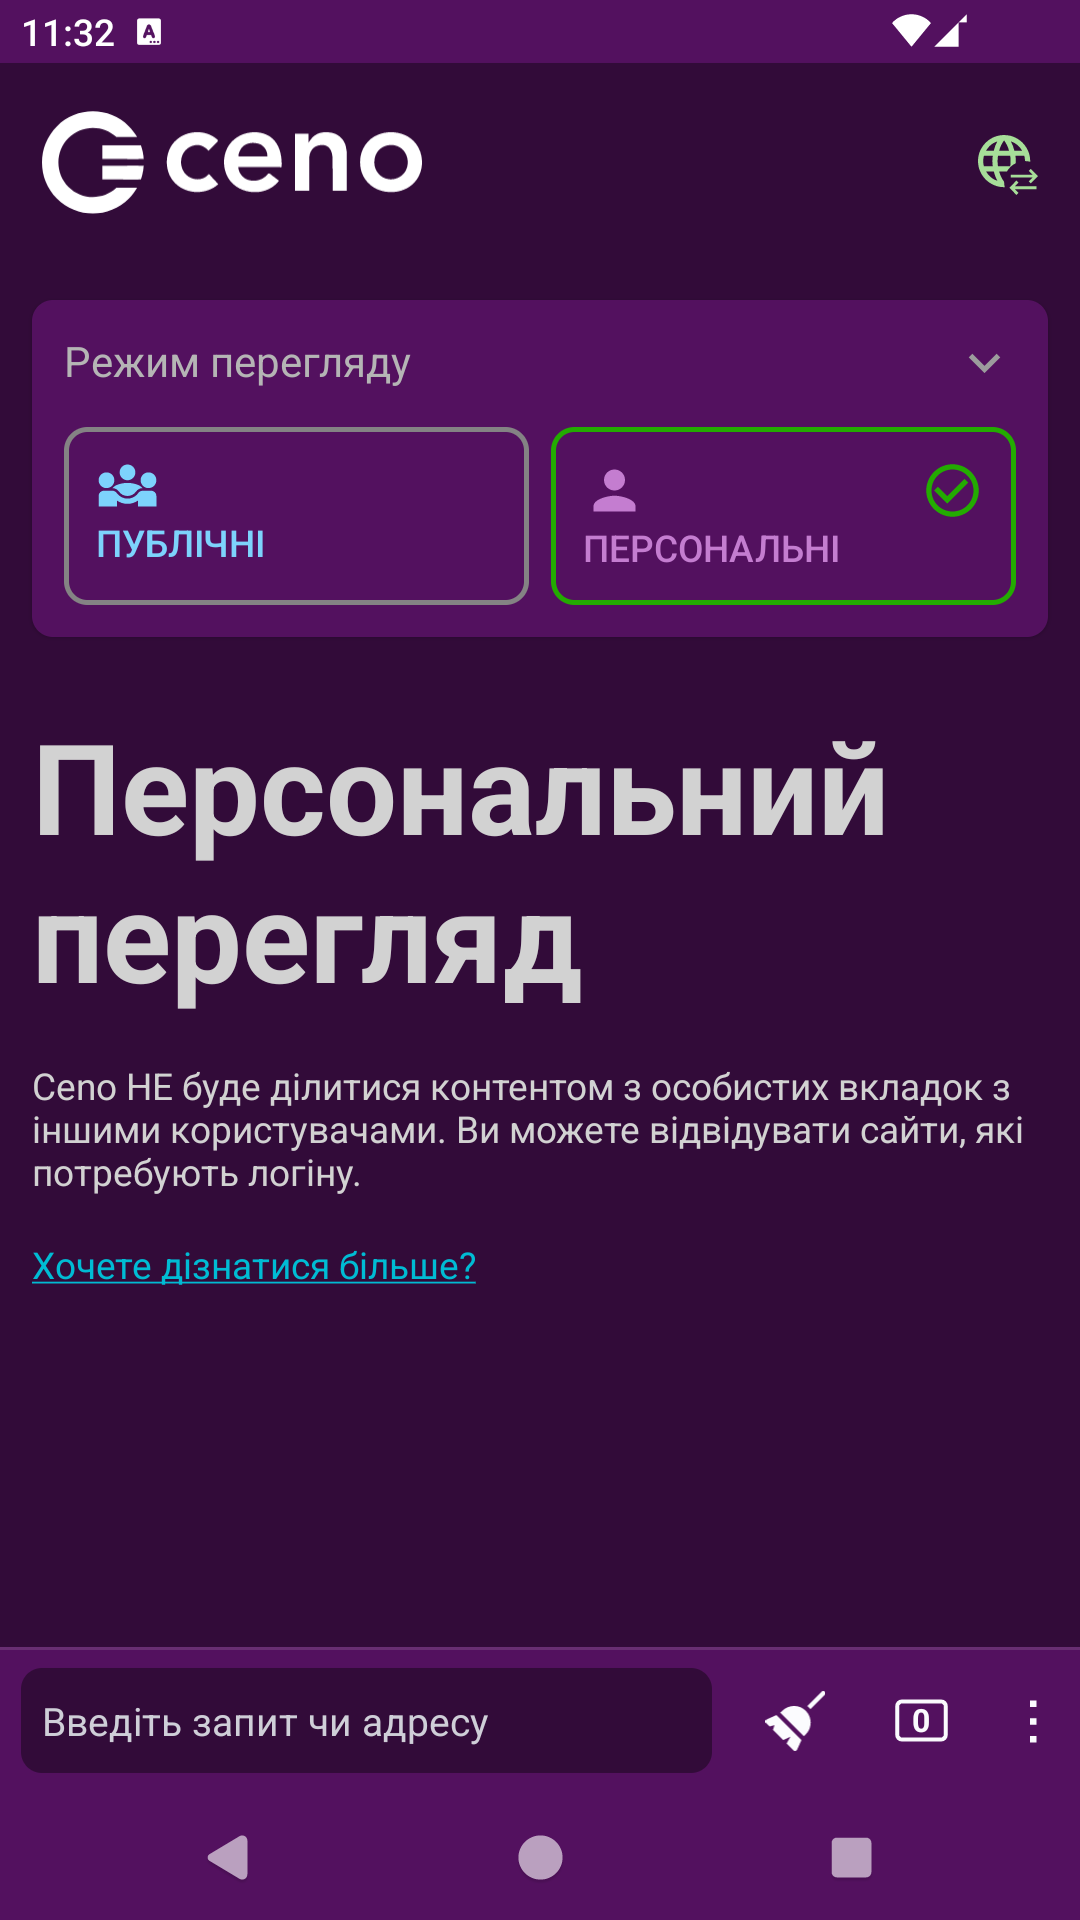 11:32
ceno
Режим перегляду
ПУБЛІЧНІ
ПЕРСОНАЛЬНІ
Персональний
перегляд
Ceno НЕ буде ділитися контентом з особистих вкладок з
іншими користувачами. Ви можете відвідувати сайти, які
потребують логіну.
Хочете дізнатися більше?
Введіть запит чи адресу
0